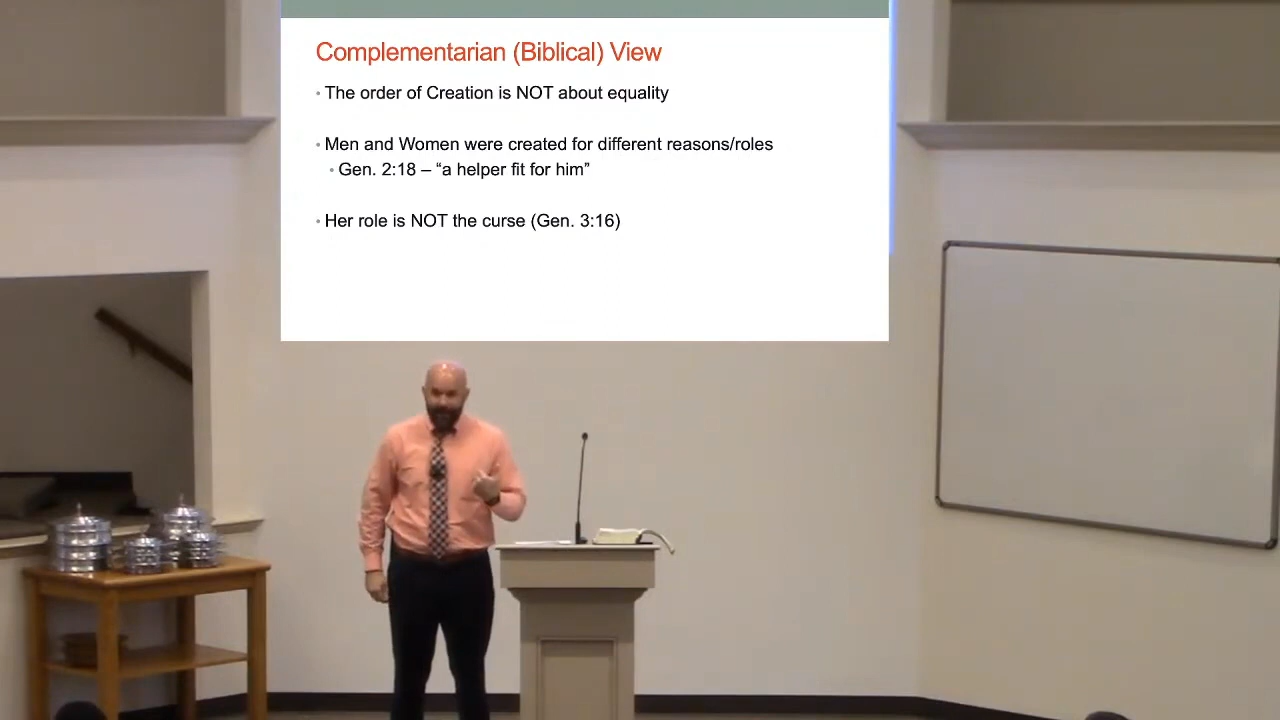 Complementarian (Biblical) View
• The order of Creation is NOT about equality
• Men and Women were created for different reasons/roles
• Gen. 2:18 – “a helper fit for him”
• Her role is NOT the curse (Gen. 3:16)